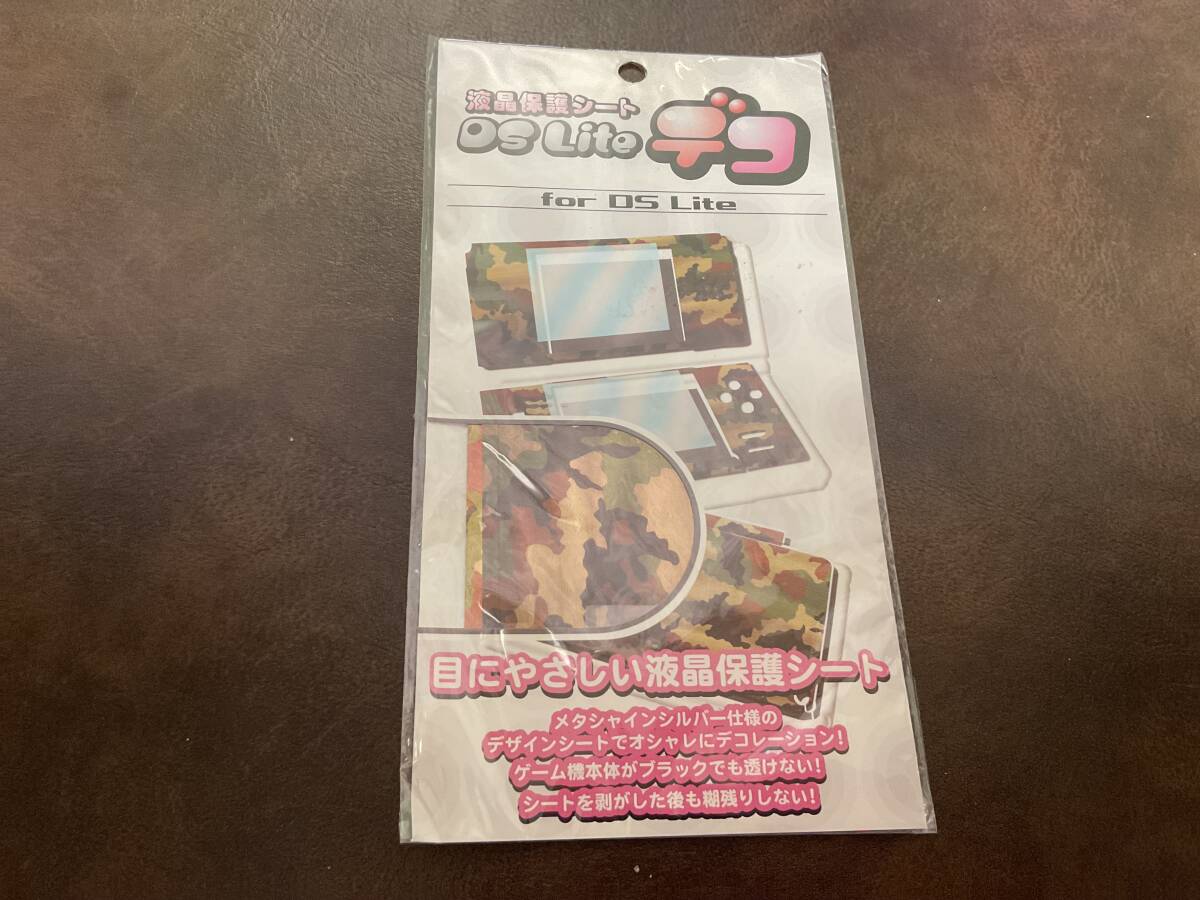 液晶保護シート
DS Lite デコ
for DS Lite
目にやさしい液晶保護シート
メタシャインシルバー仕様の
デザインシートでオシャレにデコレーション!
ゲーム機本体がブラックでも透けない!
シートを剥がした後も糊残りしない!